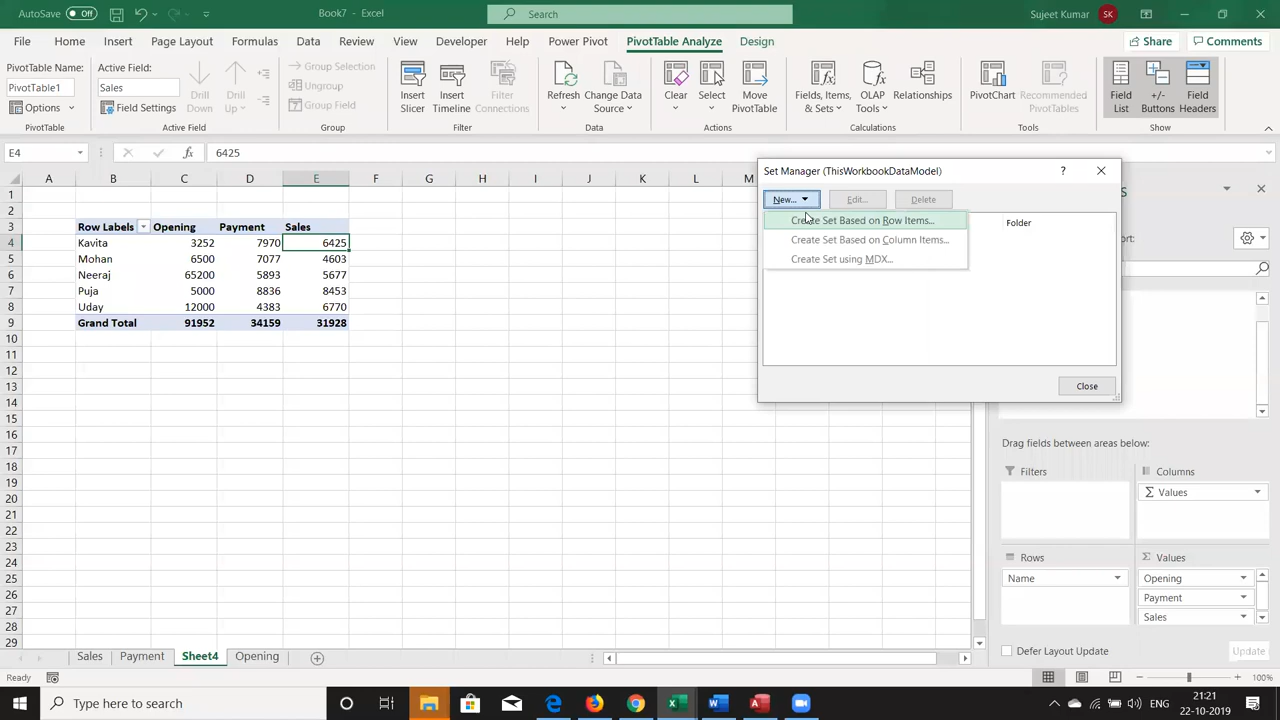 AutoSave Off
Book7 - Excel
Search
Sujeet Kumar
SK
File Home Insert Page Layout Formulas Data Review View Developer Help Power Pivot PivotTable Analyze Design
Share Comments
PivotTable Name:
PivotTable1
Options
PivotTable
Active Field:
Sales
Field Settings
Drill Down
Drill Up
Active Field
Group Selection
Ungroup
Group Field
Group
Insert Slicer
Insert Timeline
Filter Connections
Filter
Refresh
Change Data Source
Data
Clear
Select
Move PivotTable
Actions
Fields, Items, & Sets
OLAP Tools
Relationships
Calculations
PivotChart
Recommended PivotTables
Tools
Field List
+/- Buttons
Field Headers
Show
E4
fx
6425
A B C D E F G H I J K L M
1
2
3 Row Labels Opening Payment Sales
4 Kavita 3252 7970 6425
5 Mohan 6500 7077 4603
6 Neeraj 65200 5893 5677
7 Puja 5000 8836 8453
8 Uday 12000 4383 6770
9 Grand Total 91952 34159 31928
10
11
12
13
14
15
16
17
18
19
20
21
22
23
24
25
26
27
28
29
Set Manager (ThisWorkbookDataModel)
?
New... Edit... Delete
Folder
Create Set Based on Row Items...
Create Set Based on Column Items...
Create Set using MDX...
Close
Drag fields between areas below:
Filters
Columns
Σ Values
Rows
Name
Σ Values
Opening
Payment
Sales
Defer Layout Update
Update
Sales Payment Sheet4 Opening
Ready
100%
Type here to search
ENG
21:21
22-10-2019